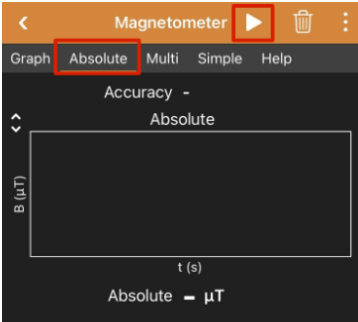 Magnetometer
Graph Absolute Multi Simple Help
Accuracy -
Absolute
B (µT)
t (s)
Absolute - µT